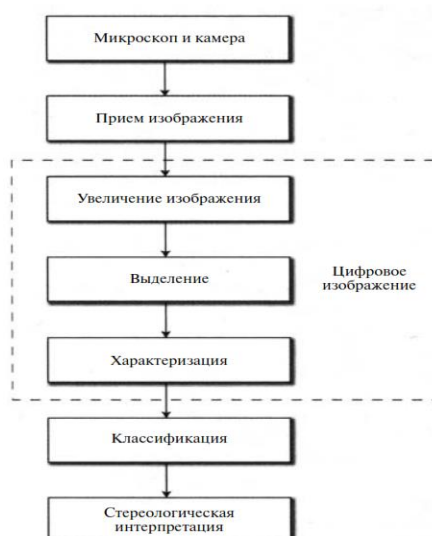 Микроскоп и камера
Прием изображения
Увеличение изображения
Выделение
Цифровое
изображение
Характеризация
Классификация
Стереологическая
интерпретация